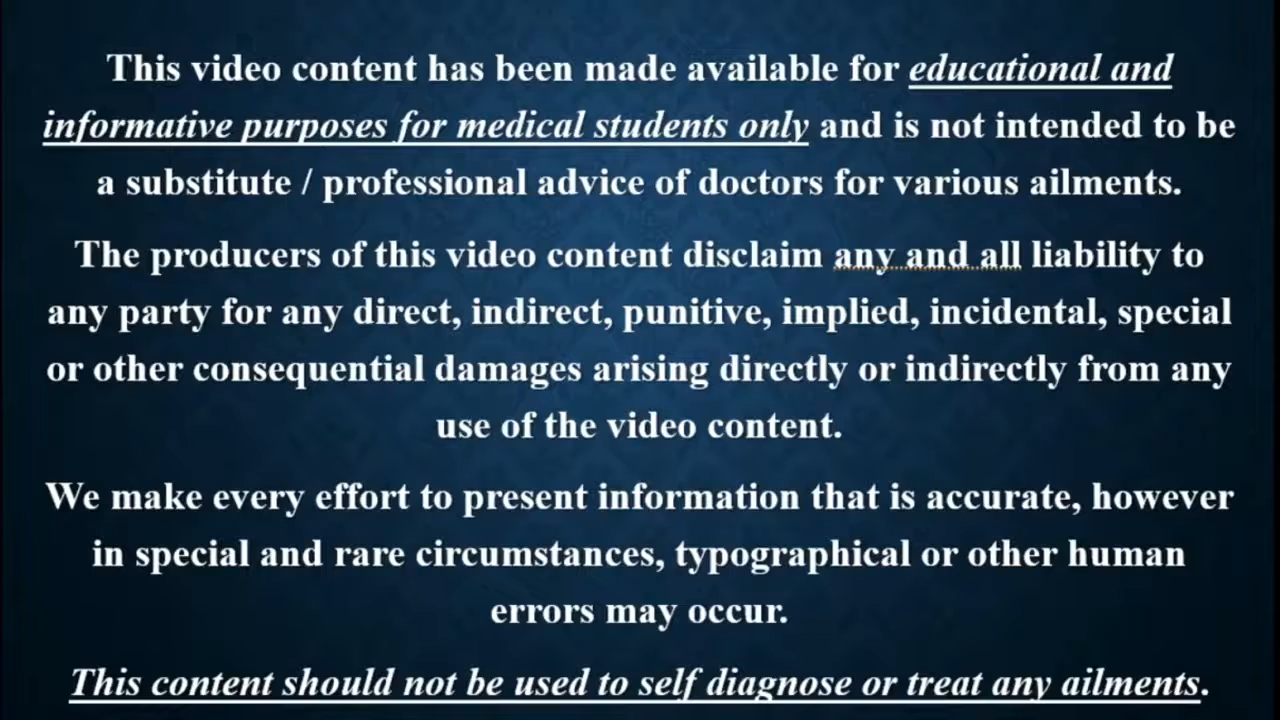 This video content has been made available for educational and
informative purposes for medical students only and is not intended to be
a substitute / professional advice of doctors for various ailments.
The producers of this video content disclaim any and all liability to
any party for any direct, indirect, punitive, implied, incidental, special
or other consequential damages arising directly or indirectly from any
use of the video content.
We make every effort to present information that is accurate, however
in special and rare circumstances, typographical or other human
errors may occur.
This content should not be used to self diagnose or treat any ailments.